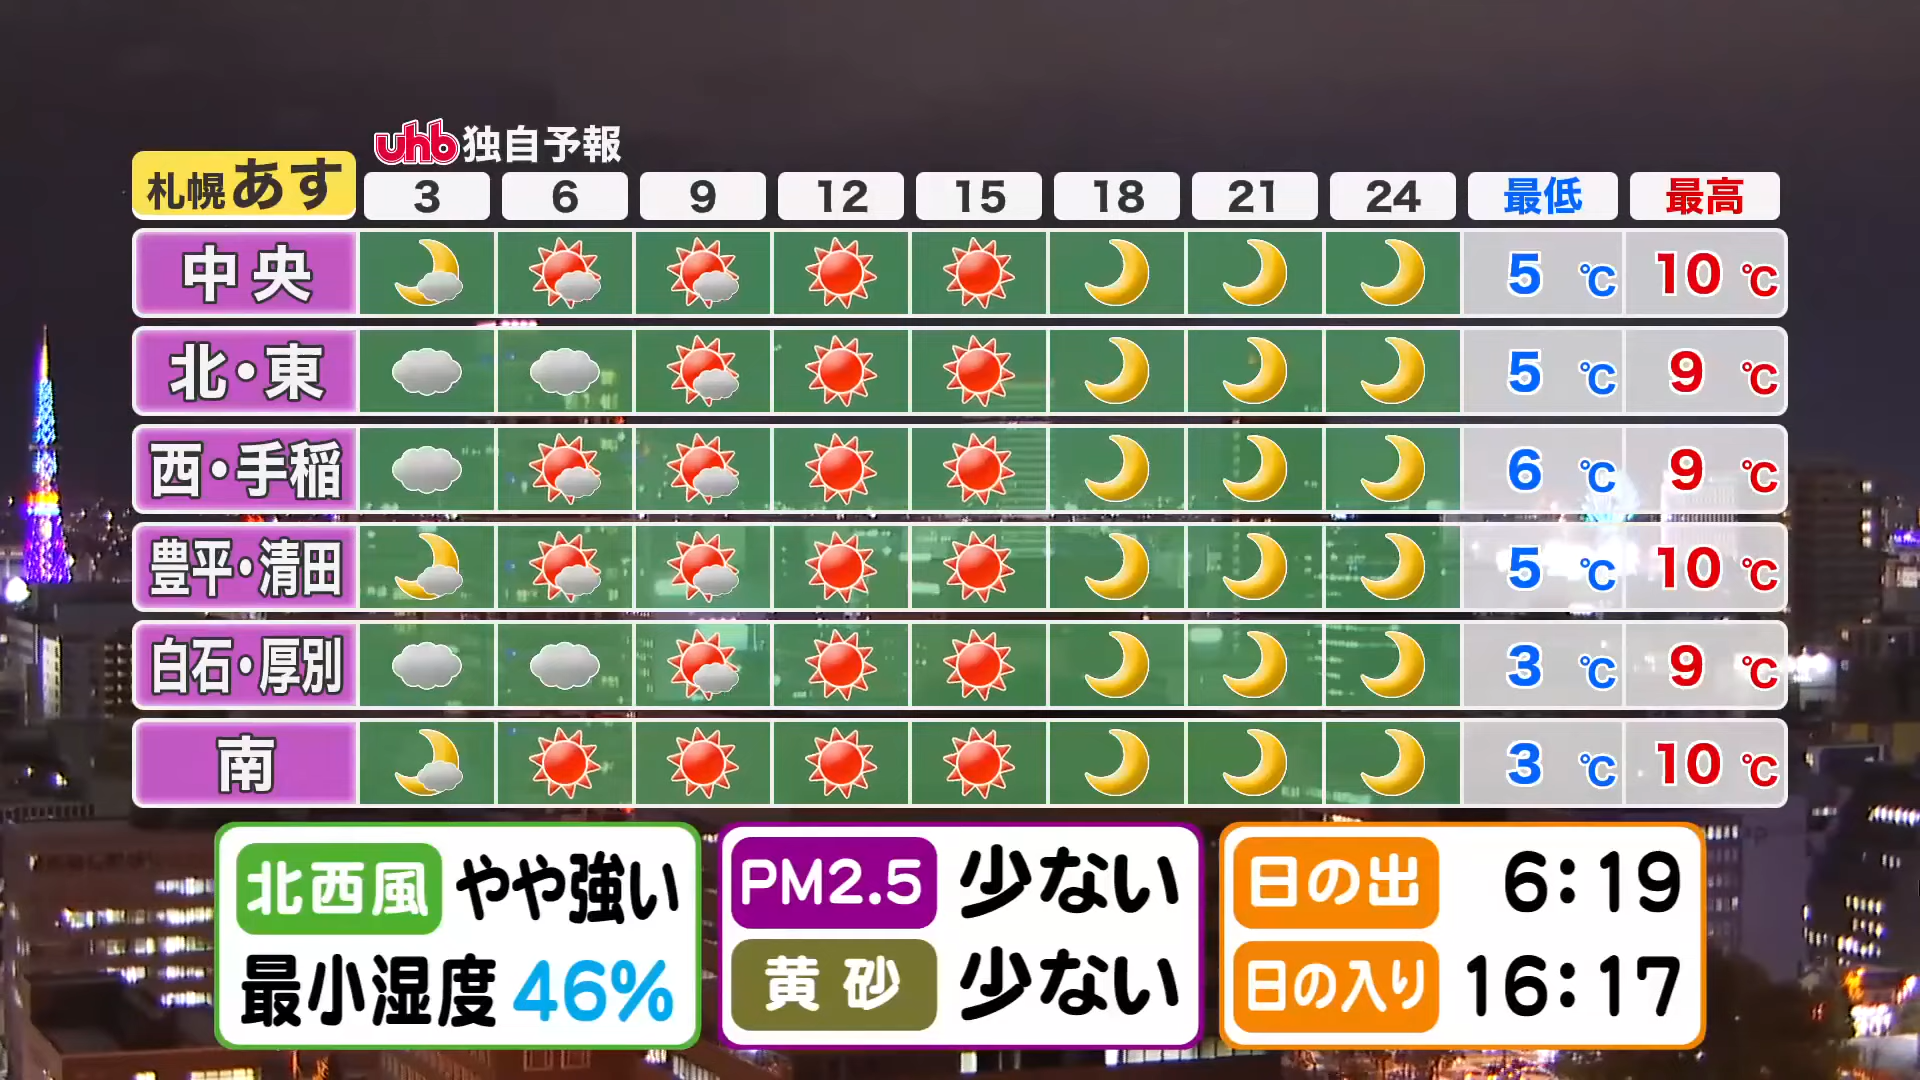 uhb独自予報
札幌あす 3 6 9 12 15 18 21 24 最低 最高
中央 5℃ 10℃
北・東 5℃ 9℃
西・手稲 6℃ 9℃
豊平・清田 5℃ 10℃
白石・厚別 3℃ 9℃
南 3℃ 10℃
北西風 やや強い
最小湿度 46%
PM2.5 少ない
黄砂 少ない
日の出 6:19
日の入り 16:17